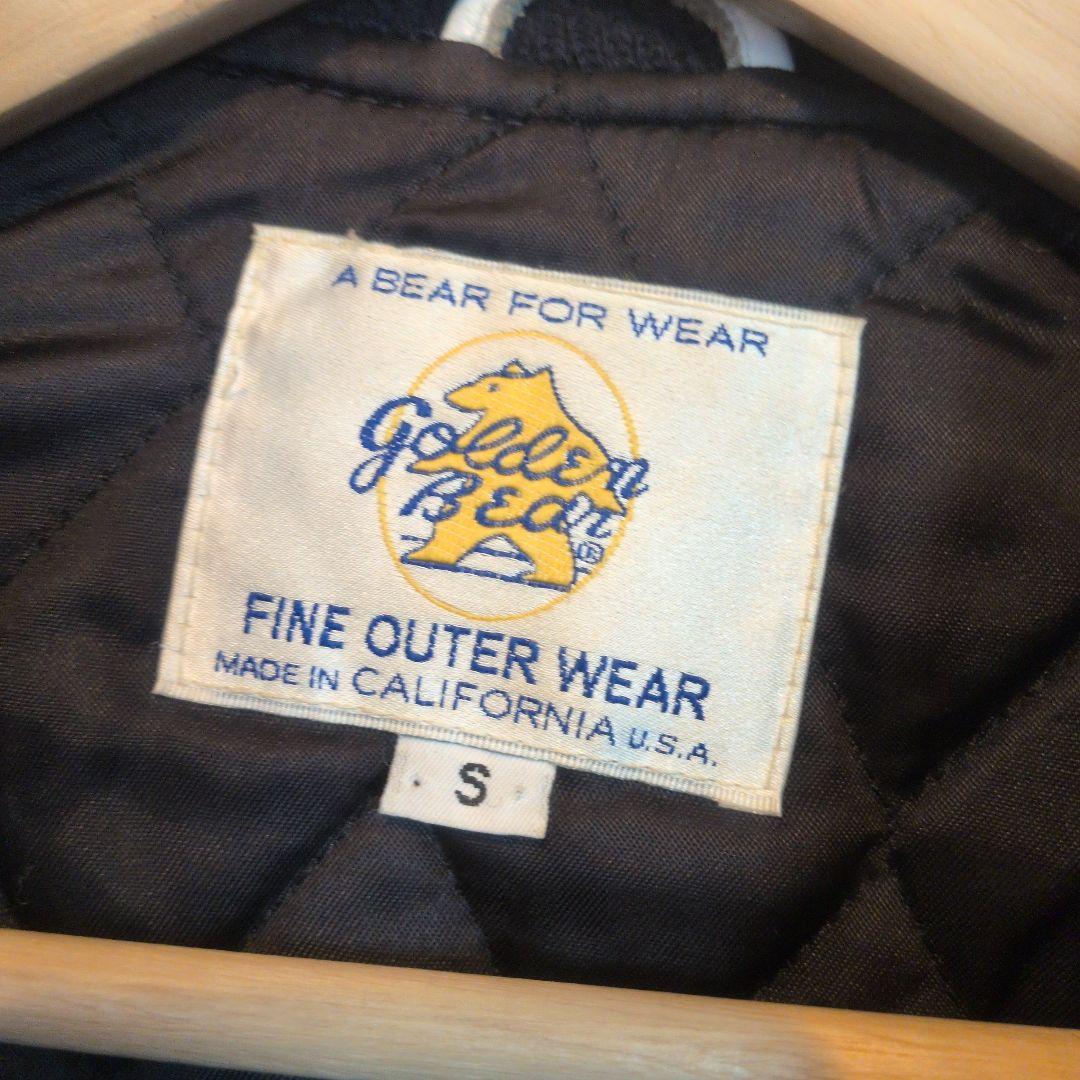 A BEAR FOR WEAR
Golden
Bear
®
FINE OUTER WEAR
MADE IN CALIFORNIA U.S.A.
S